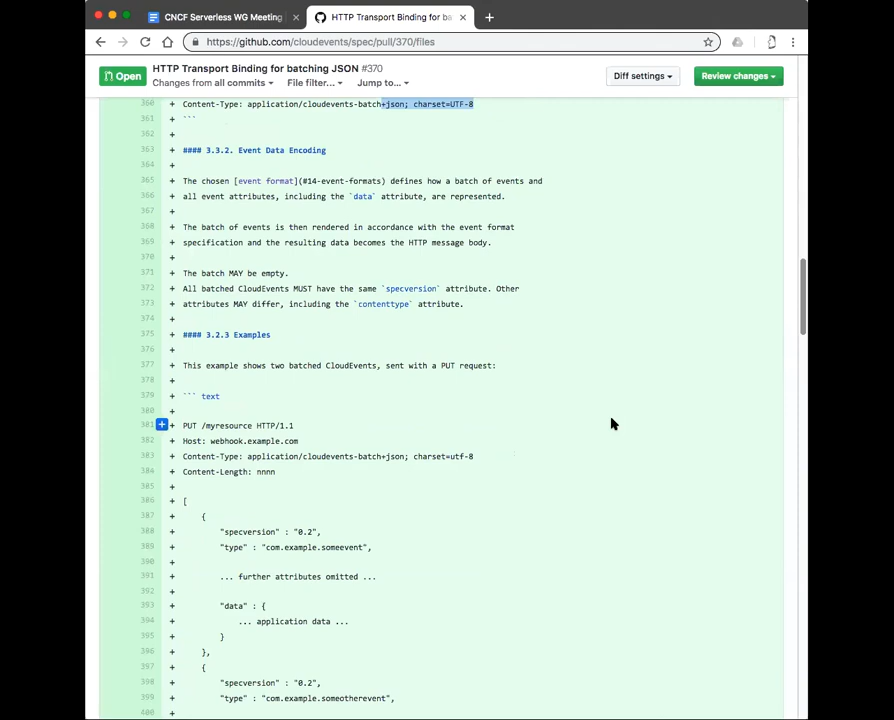 CNCF Serverless WG Meeting
HTTP Transport Binding for ba
https://github.com/cloudevents/spec/pull/370/files
Open
HTTP Transport Binding for batching JSON #370
Changes from all commits
File filter...
Jump to...
Diff settings
Review changes
360 + Content-Type: application/cloudevents-batch+json; charset=UTF-8
361 + ```
362 +
363 + #### 3.3.2. Event Data Encoding
364 +
365 + The chosen [event format](#14-event-formats) defines how a batch of events and
366 + all event attributes, including the `data` attribute, are represented.
367 +
368 + The batch of events is then rendered in accordance with the event format
369 + specification and the resulting data becomes the HTTP message body.
370 +
371 + The batch MAY be empty.
372 + All batched CloudEvents MUST have the same `specversion` attribute. Other
373 + attributes MAY differ, including the `contenttype` attribute.
374 +
375 + #### 3.2.3 Examples
376 +
377 + This example shows two batched CloudEvents, sent with a PUT request:
378 +
379 + ``` text
380 +
381 + PUT /myresource HTTP/1.1
382 + Host: webhook.example.com
383 + Content-Type: application/cloudevents-batch+json; charset=utf-8
384 + Content-Length: nnnn
385 +
386 + [
387 + {
388 + "specversion" : "0.2",
389 + "type" : "com.example.someevent",
390 +
391 + ... further attributes omitted ...
392 +
393 + "data" : {
394 + ... application data ...
395 + }
396 + },
397 + {
398 + "specversion" : "0.2",
399 + "type" : "com.example.someotherevent",
400 +